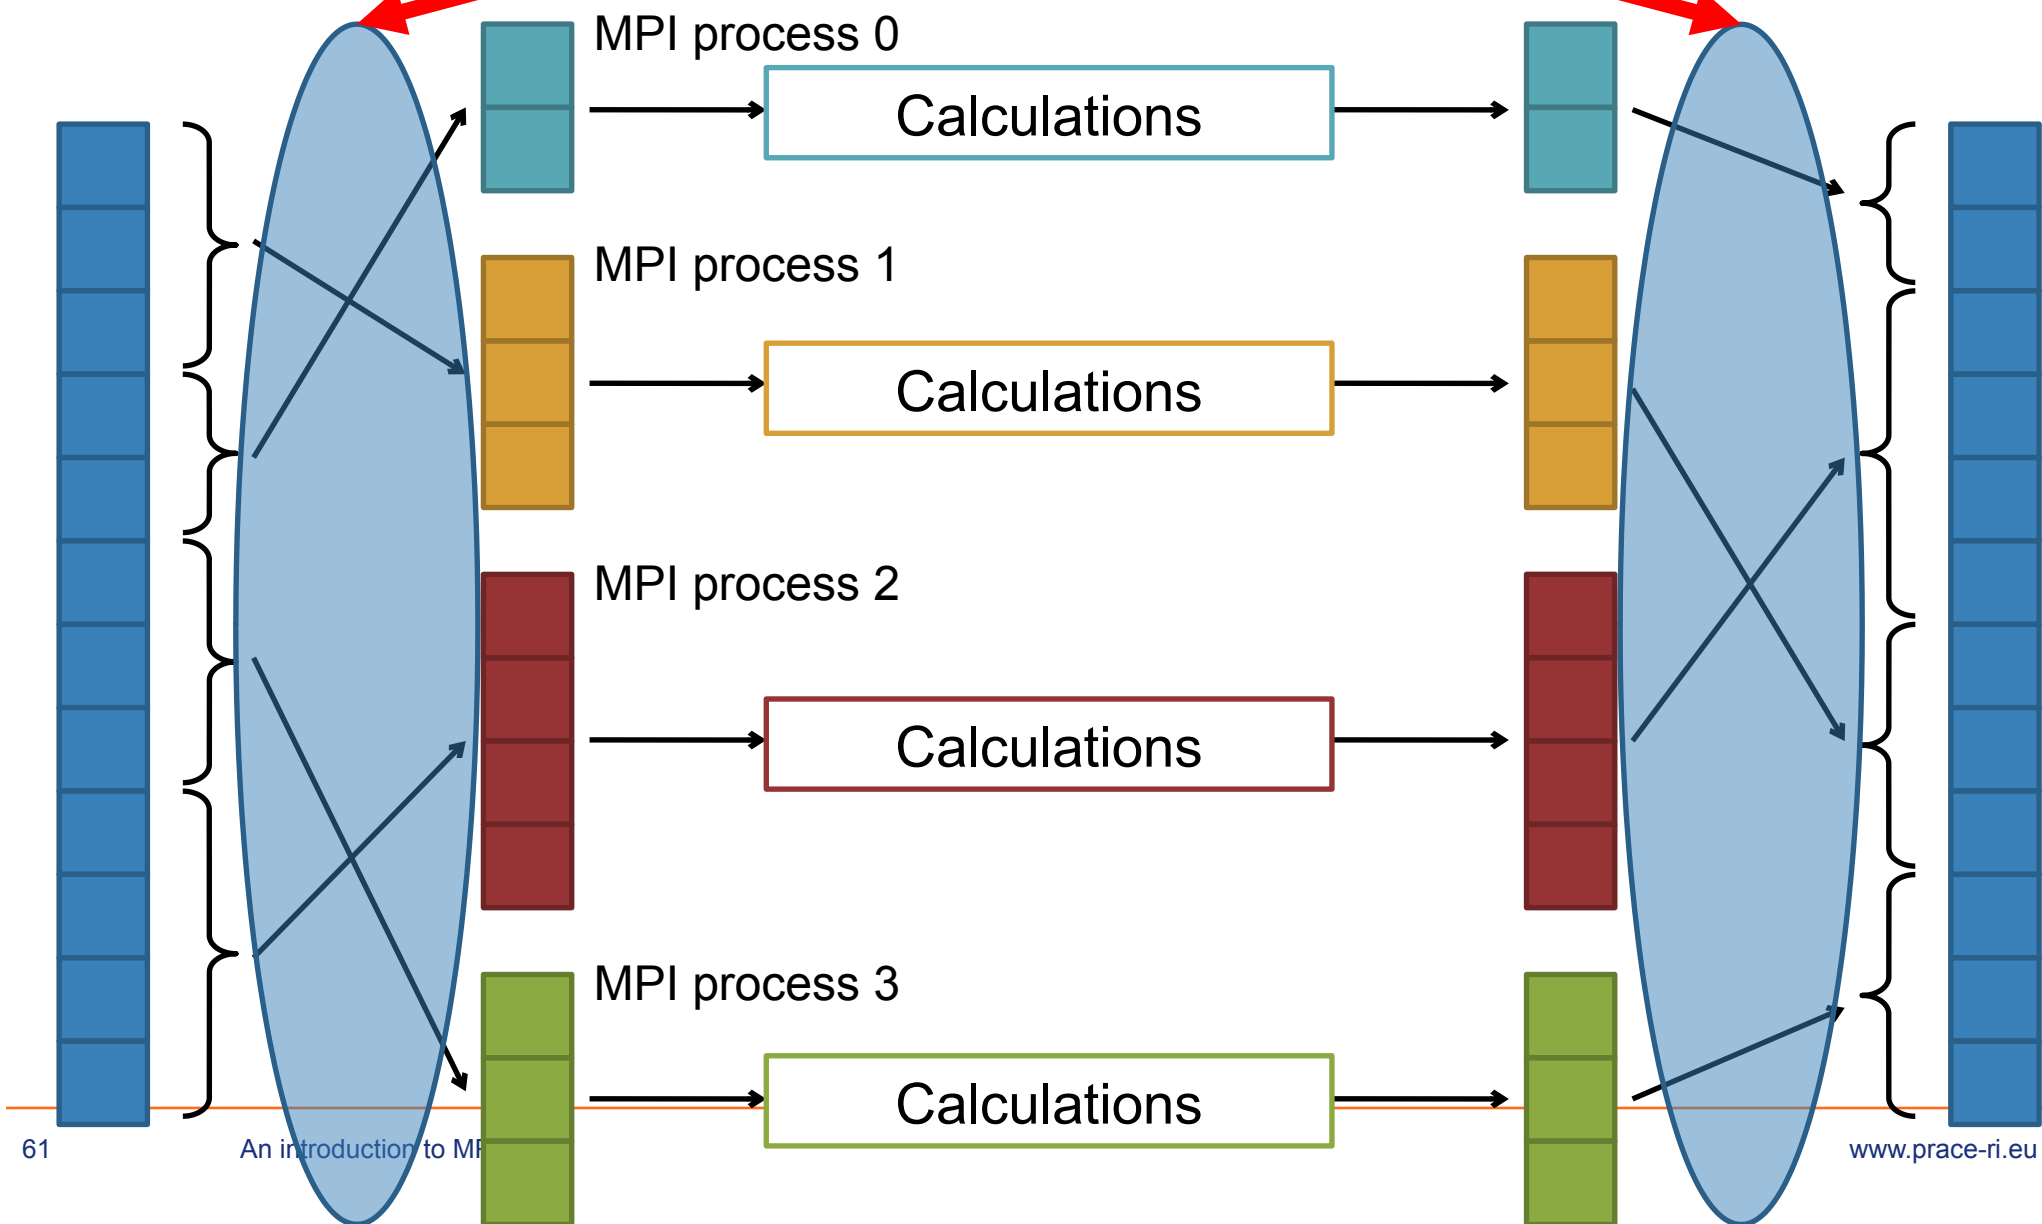 MPI process 0
Calculations
MPI process 1
Calculations
MPI process 2
Calculations
MPI process 3
Calculations
61
An introduction to
www.prace-ri.eu